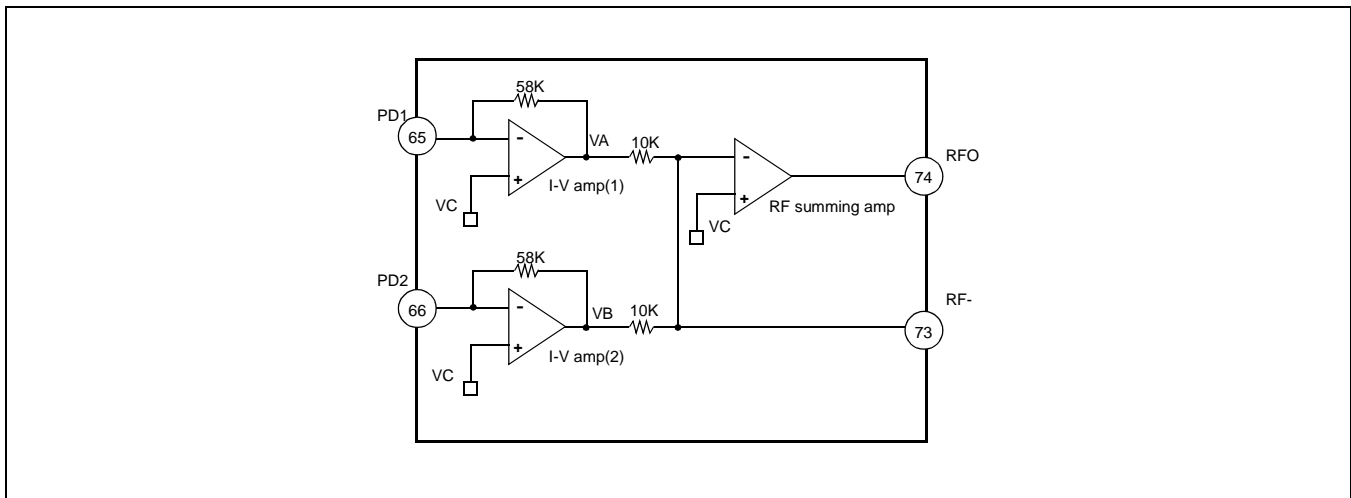 58K
PD1
65
-
VA
10K
+
I-V amp(1)
VC
-
+
RF summing amp
VC
RFO
74
58K
PD2
66
-
VB
10K
+
I-V amp(2)
VC
RF-
73